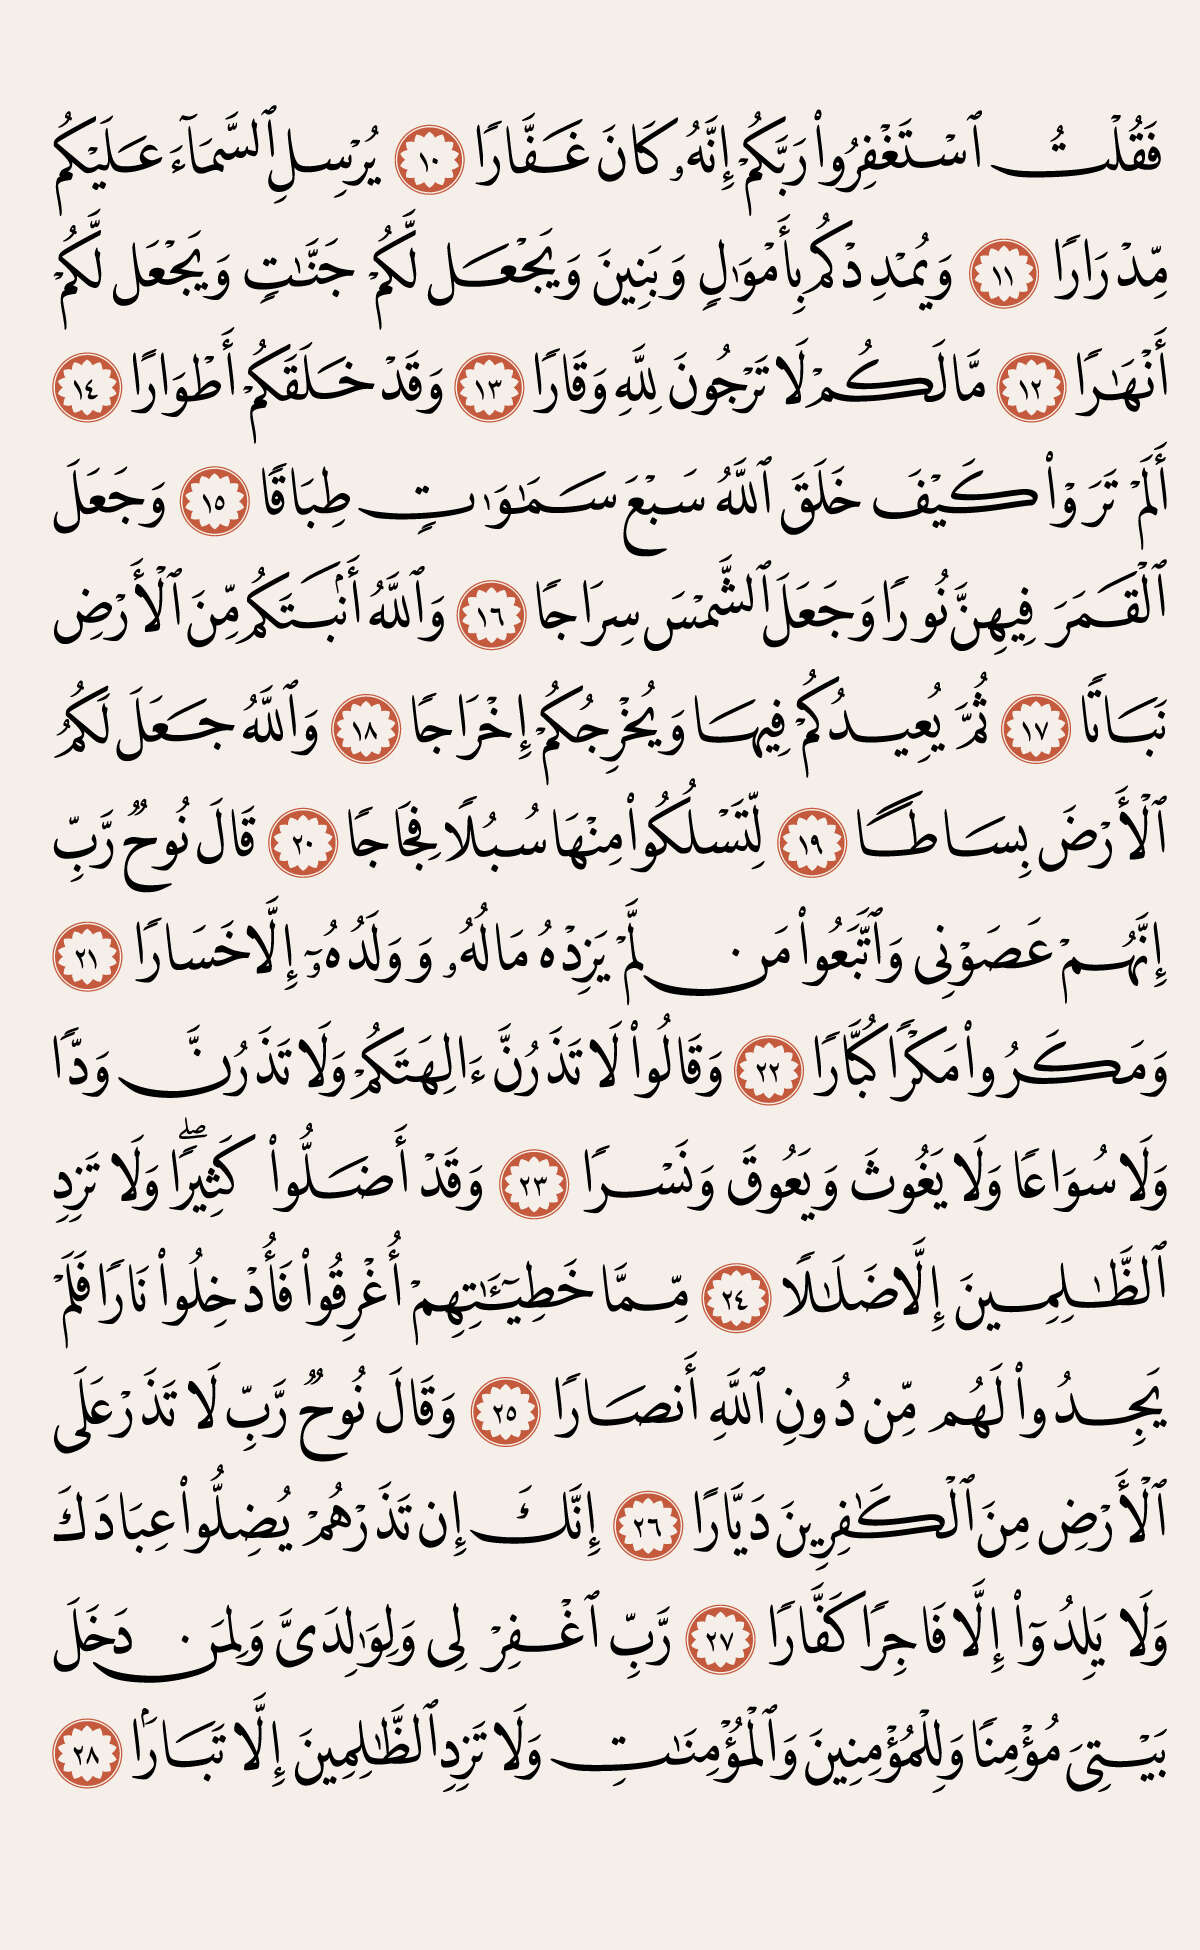 فَقُلْتُ ٱسْتَغْفِرُوا۟ رَبَّكُمْ إِنَّهُۥ كَانَ غَفَّارًا ١٠ يُرْسِلِ ٱلسَّمَآءَ عَلَيْكُم
مِّدْرَارًا ١١ وَيُمْدِدْكُم بِأَمْوَٰلٍ وَبَنِينَ وَيَجْعَل لَّكُمْ جَنَّٰتٍ وَيَجْعَل لَّكُمْ
أَنْهَٰرًا ١٢ مَّا لَكُمْ لَا تَرْجُونَ لِلَّهِ وَقَارًا ١٣ وَقَدْ خَلَقَكُمْ أَطْوَارًا ١٤
أَلَمْ تَرَوْا۟ كَيْفَ خَلَقَ ٱللَّهُ سَبْعَ سَمَٰوَٰتٍ طِبَاقًا ١٥ وَجَعَلَ
ٱلْقَمَرَ فِيهِنَّ نُورًا وَجَعَلَ ٱلشَّمْسَ سِرَاجًا ١٦ وَٱللَّهُ أَنۢبَتَكُم مِّنَ ٱلْأَرْضِ
نَبَاتًا ١٧ ثُمَّ يُعِيدُكُمْ فِيهَا وَيُخْرِجُكُمْ إِخْرَاجًا ١٨ وَٱللَّهُ جَعَلَ لَكُمُ
ٱلْأَرْضَ بِسَاطًا ١٩ لِّتَسْلُكُوا۟ مِنْهَا سُبُلًا فِجَاجًا ٢٠ قَالَ نُوحٌ رَّبِّ
إِنَّهُمْ عَصَوْنِى وَٱتَّبَعُوا۟ مَن لَّمْ يَزِدْهُ مَالُهُۥ وَوَلَدُهُۥٓ إِلَّا خَسَارًا ٢١
وَمَكَرُوا۟ مَكْرًا كُبَّارًا ٢٢ وَقَالُوا۟ لَا تَذَرُنَّ ءَالِهَتَكُمْ وَلَا تَذَرُنَّ وَدًّا
وَلَا سُوَاعًا وَلَا يَغُوثَ وَيَعُوقَ وَنَسْرًا ٢٣ وَقَدْ أَضَلُّوا۟ كَثِيرًاۖ وَلَا تَزِدِ
ٱلظَّٰلِمِينَ إِلَّا ضَلَٰلًا ٢٤ مِّمَّا خَطِيٓـَٰٔتِهِمْ أُغْرِقُوا۟ فَأُدْخِلُوا۟ نَارًا فَلَمْ
يَجِدُوا۟ لَهُم مِّن دُونِ ٱللَّهِ أَنصَارًا ٢٥ وَقَالَ نُوحٌ رَّبِّ لَا تَذَرْ عَلَى
ٱلْأَرْضِ مِنَ ٱلْكَٰفِرِينَ دَيَّارًا ٢٦ إِنَّكَ إِن تَذَرْهُمْ يُضِلُّوا۟ عِبَادَكَ
وَلَا يَلِدُوٓا۟ إِلَّا فَاجِرًا كَفَّارًا ٢٧ رَّبِّ ٱغْفِرْ لِى وَلِوَٰلِدَىَّ وَلِمَن دَخَلَ
بَيْتِىَ مُؤْمِنًا وَلِلْمُؤْمِنِينَ وَٱلْمُؤْمِنَٰتِ وَلَا تَزِدِ ٱلظَّٰلِمِينَ إِلَّا تَبَارًۢا ٢٨